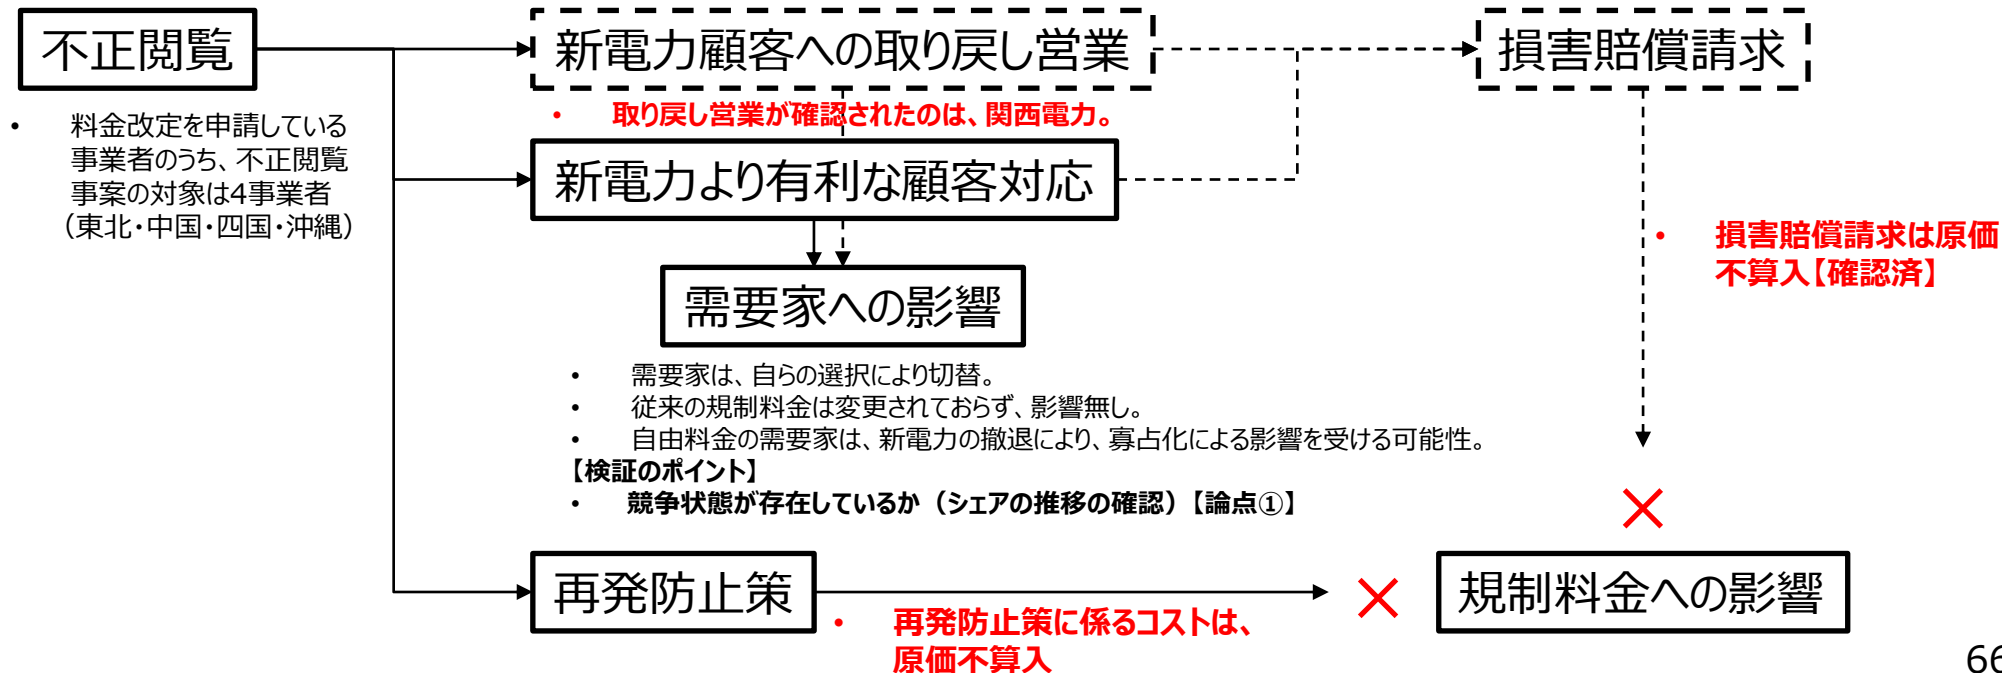 不正閲覧
• 料金改定を申請している
事業者のうち、不正閲覧
事案の対象は4事業者
（東北・中国・四国・沖縄）
新電力顧客への取り戻し営業
• 取り戻し営業が確認されたのは、関西電力。
新電力より有利な顧客対応
損害賠償請求
• 損害賠償請求は原価
不算入【確認済】
需要家への影響
• 需要家は、自らの選択により切替。
• 従来の規制料金は変更されておらず、影響無し。
• 自由料金の需要家は、新電力の撤退により、寡占化による影響を受ける可能性。
【検証のポイント】
• 競争状態が存在しているか（シェアの推移の確認）【論点①】
再発防止策
• 再発防止策に係るコストは、
原価不算入
規制料金への影響
66